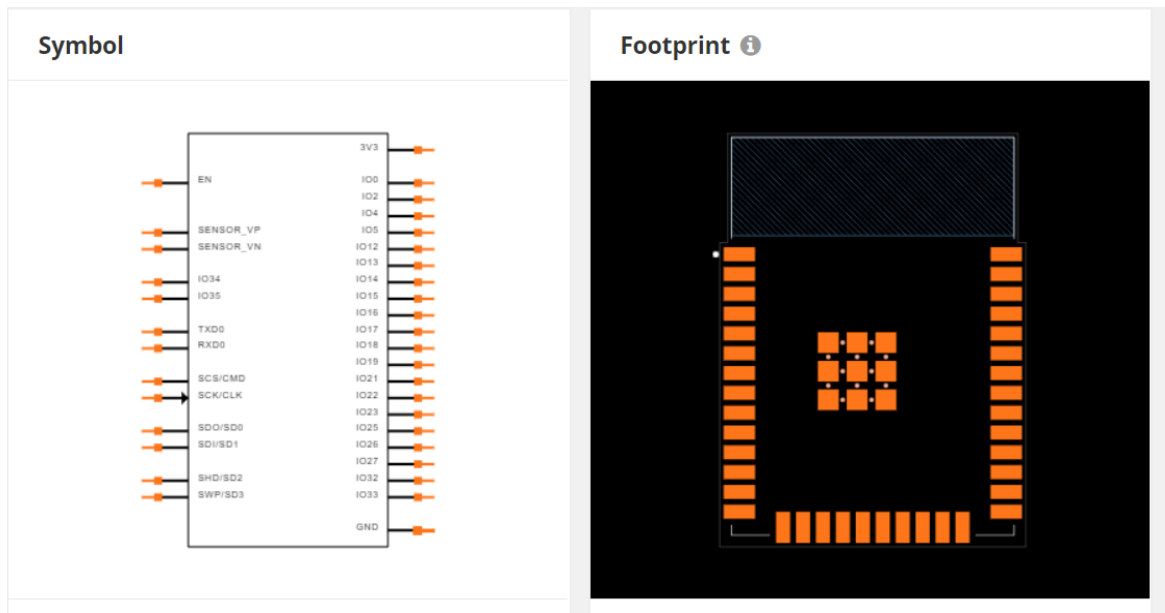 Symbol
Footprint
3V3
EN
IO0
IO2
IO4
SENSOR_VP
IO5
SENSOR_VN
IO12
IO13
IO34
IO14
IO35
IO15
IO16
TXD0
IO17
RXD0
IO18
IO19
SCS/CMD
IO21
SCK/CLK
IO22
IO23
SDO/SD0
IO25
SDI/SD1
IO26
IO27
SHD/SD2
IO32
SWP/SD3
IO33
GND